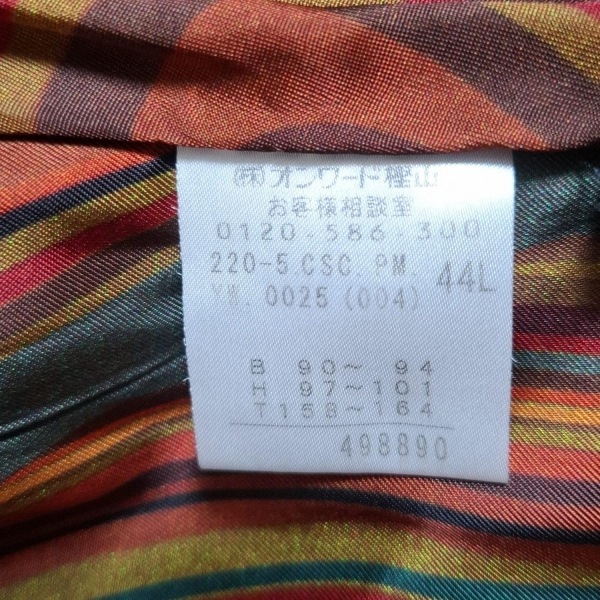 ㈱オンワード樫山
お客様相談室
0120-586-300
220-5.CSC.PM. 44L
YW.0025(004)
B 90〜 94
H 97〜101
T158〜164
498890